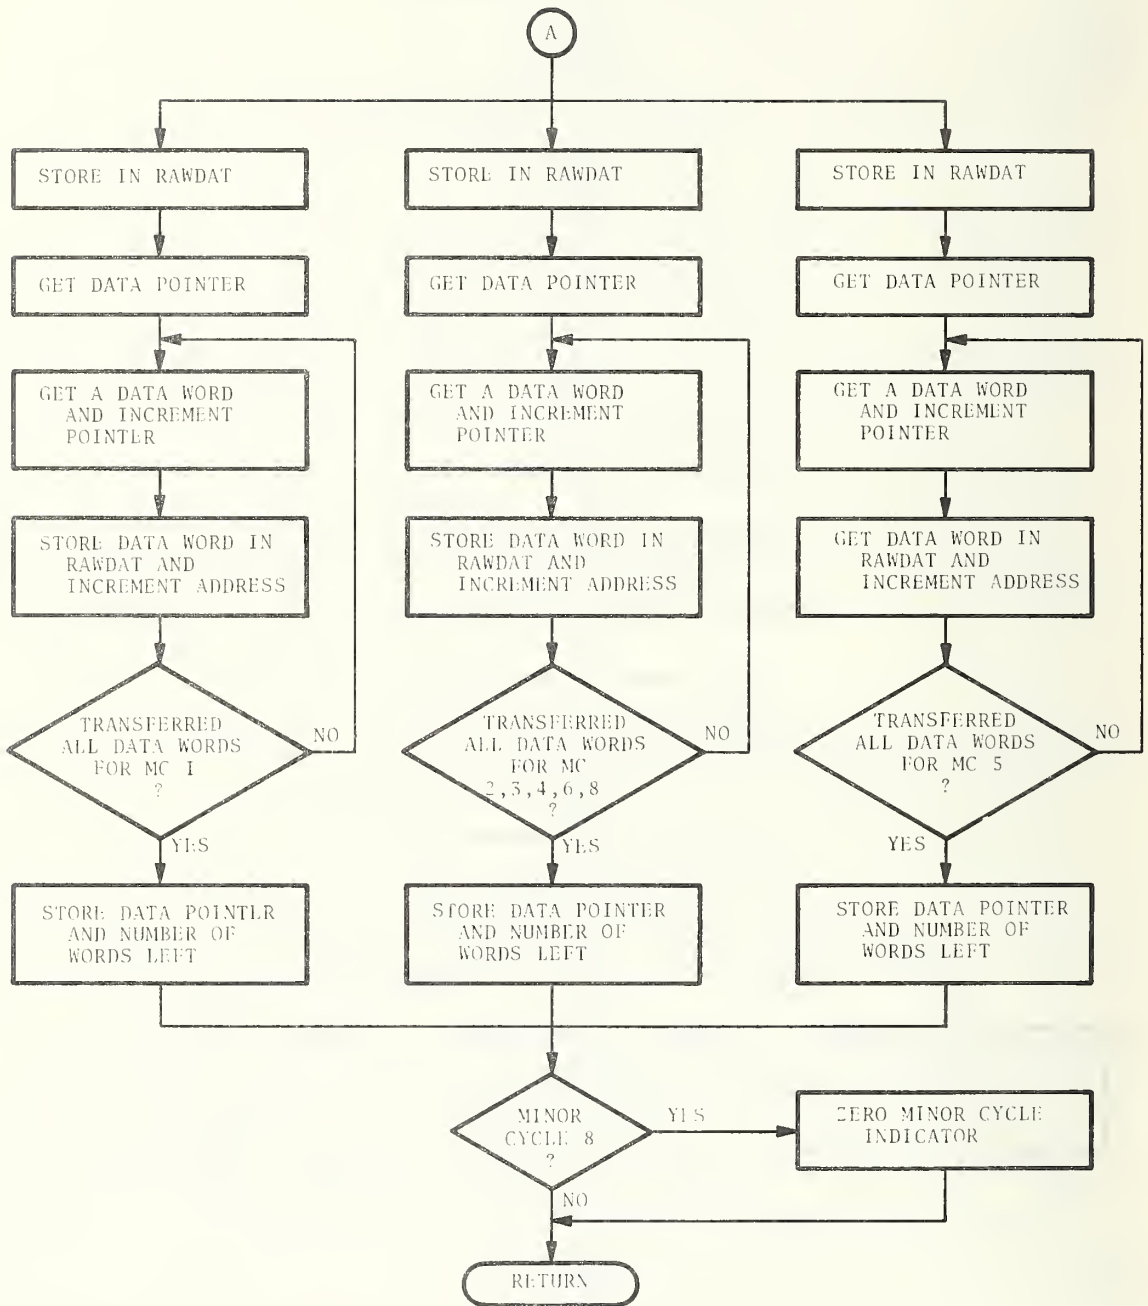 A
STORE IN RAWDAT
GET DATA POINTER
GET A DATA WORD
AND INCREMENT
POINTER
STORE DATA WORD IN
RAWDAT AND
INCREMENT ADDRESS
TRANSFERRED
ALL DATA WORDS
FOR MC 1
?
NO
YES
STORE DATA POINTER
AND NUMBER OF
WORDS LEFT
STORE IN RAWDAT
GET DATA POINTER
GET A DATA WORD
AND INCREMENT
POINTER
STORE DATA WORD IN
RAWDAT AND
INCREMENT ADDRESS
TRANSFERRED
ALL DATA WORDS
FOR MC
2,3,4,6,8
?
NO
YES
STORE DATA POINTER
AND NUMBER OF
WORDS LEFT
STORE IN RAWDAT
GET DATA POINTER
GET A DATA WORD
AND INCREMENT
POINTER
GET DATA WORD IN
RAWDAT AND
INCREMENT ADDRESS
TRANSFERRED
ALL DATA WORDS
FOR MC 5
?
NO
YES
STORE DATA POINTER
AND NUMBER OF
WORDS LEFT
MINOR
CYCLE 8
?
YES
ZERO MINOR CYCLE
INDICATOR
NO
RETURN